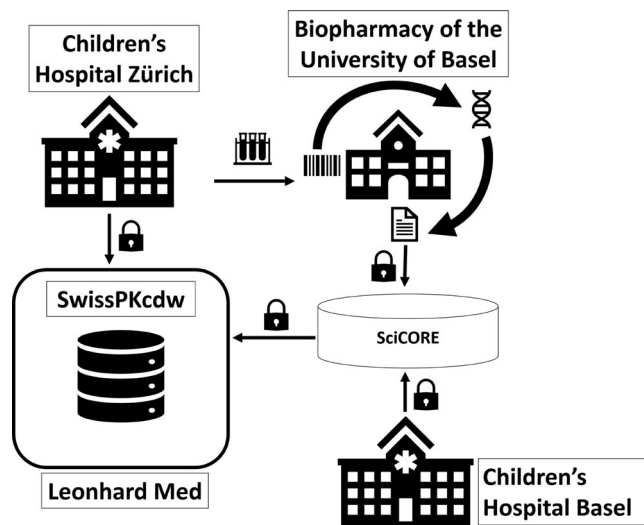 Children's
Hospital Zürich
Biopharmacy of the
University of Basel
SwissPKcdw
SciCORE
Leonhard Med
Children's
Hospital Basel